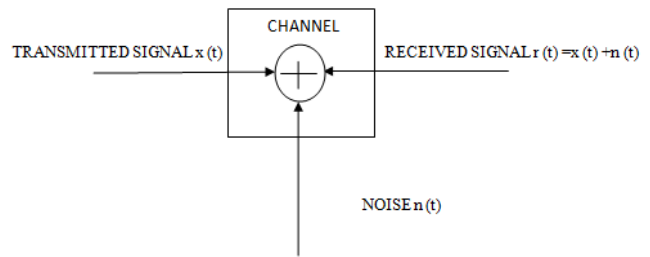 CHANNEL
TRANSMITTED SIGNAL x (t)
RECEIVED SIGNAL r (t) =x (t) +n (t)
NOISE n (t)